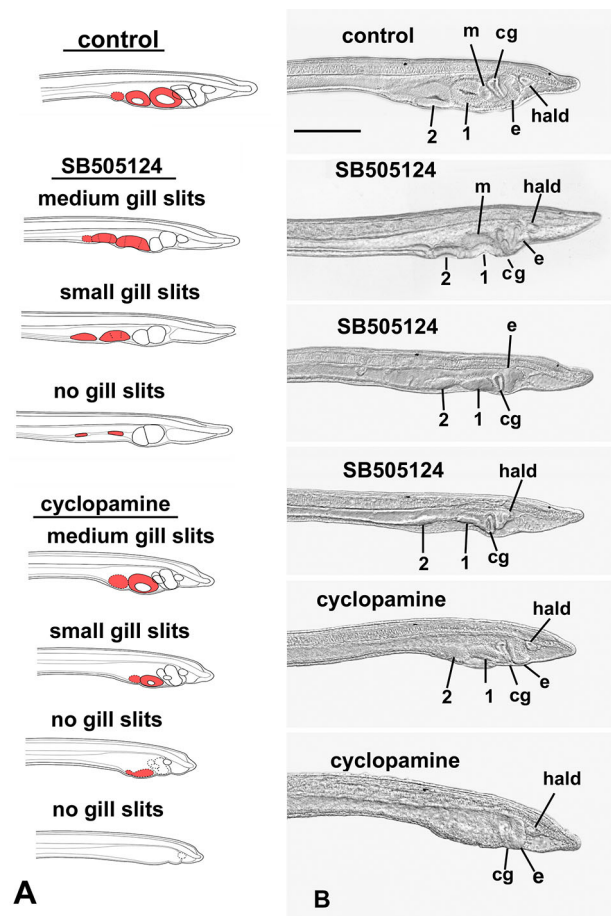 control
SB505124
medium gill slits
small gill slits
no gill slits
cyclopamine
medium gill slits
small gill slits
no gill slits
no gill slits
A
control
m
cg
2
1
e
hald
SB505124
m
hald
2
1
cg
e
SB505124
e
2
1
cg
SB505124
hald
2
1
cg
cyclopamine
hald
2
1
cg
e
cyclopamine
hald
cg
e
B